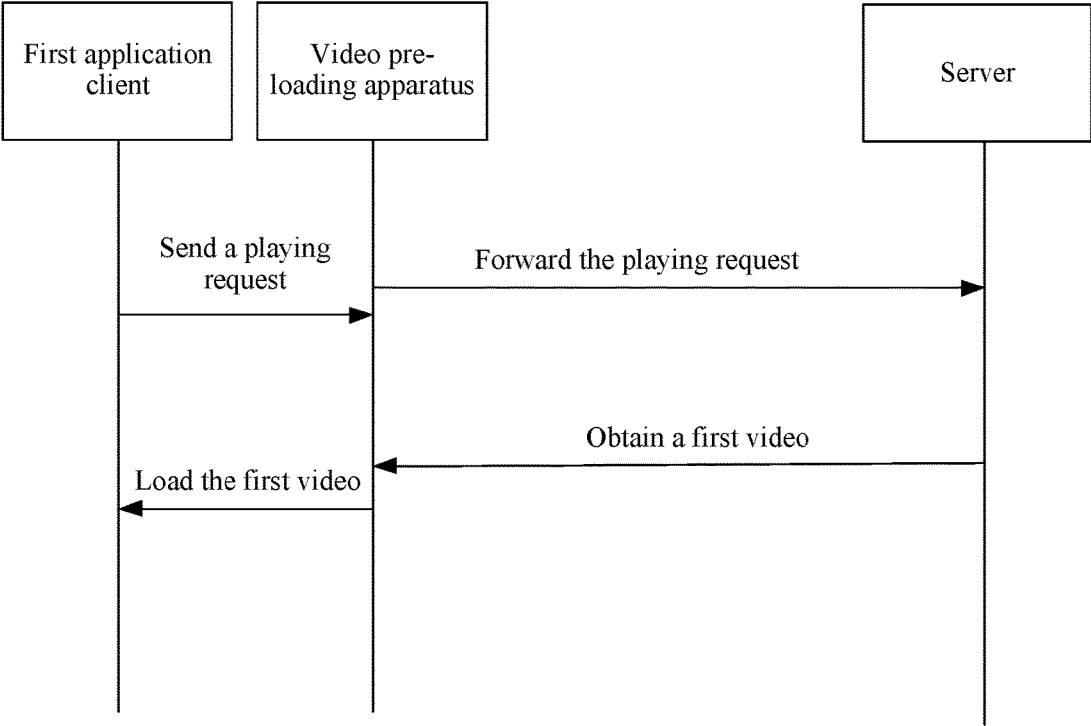 First application
client
Video pre-
loading apparatus
Server
Send a playing
request
Forward the playing request
Obtain a first video
Load the first video